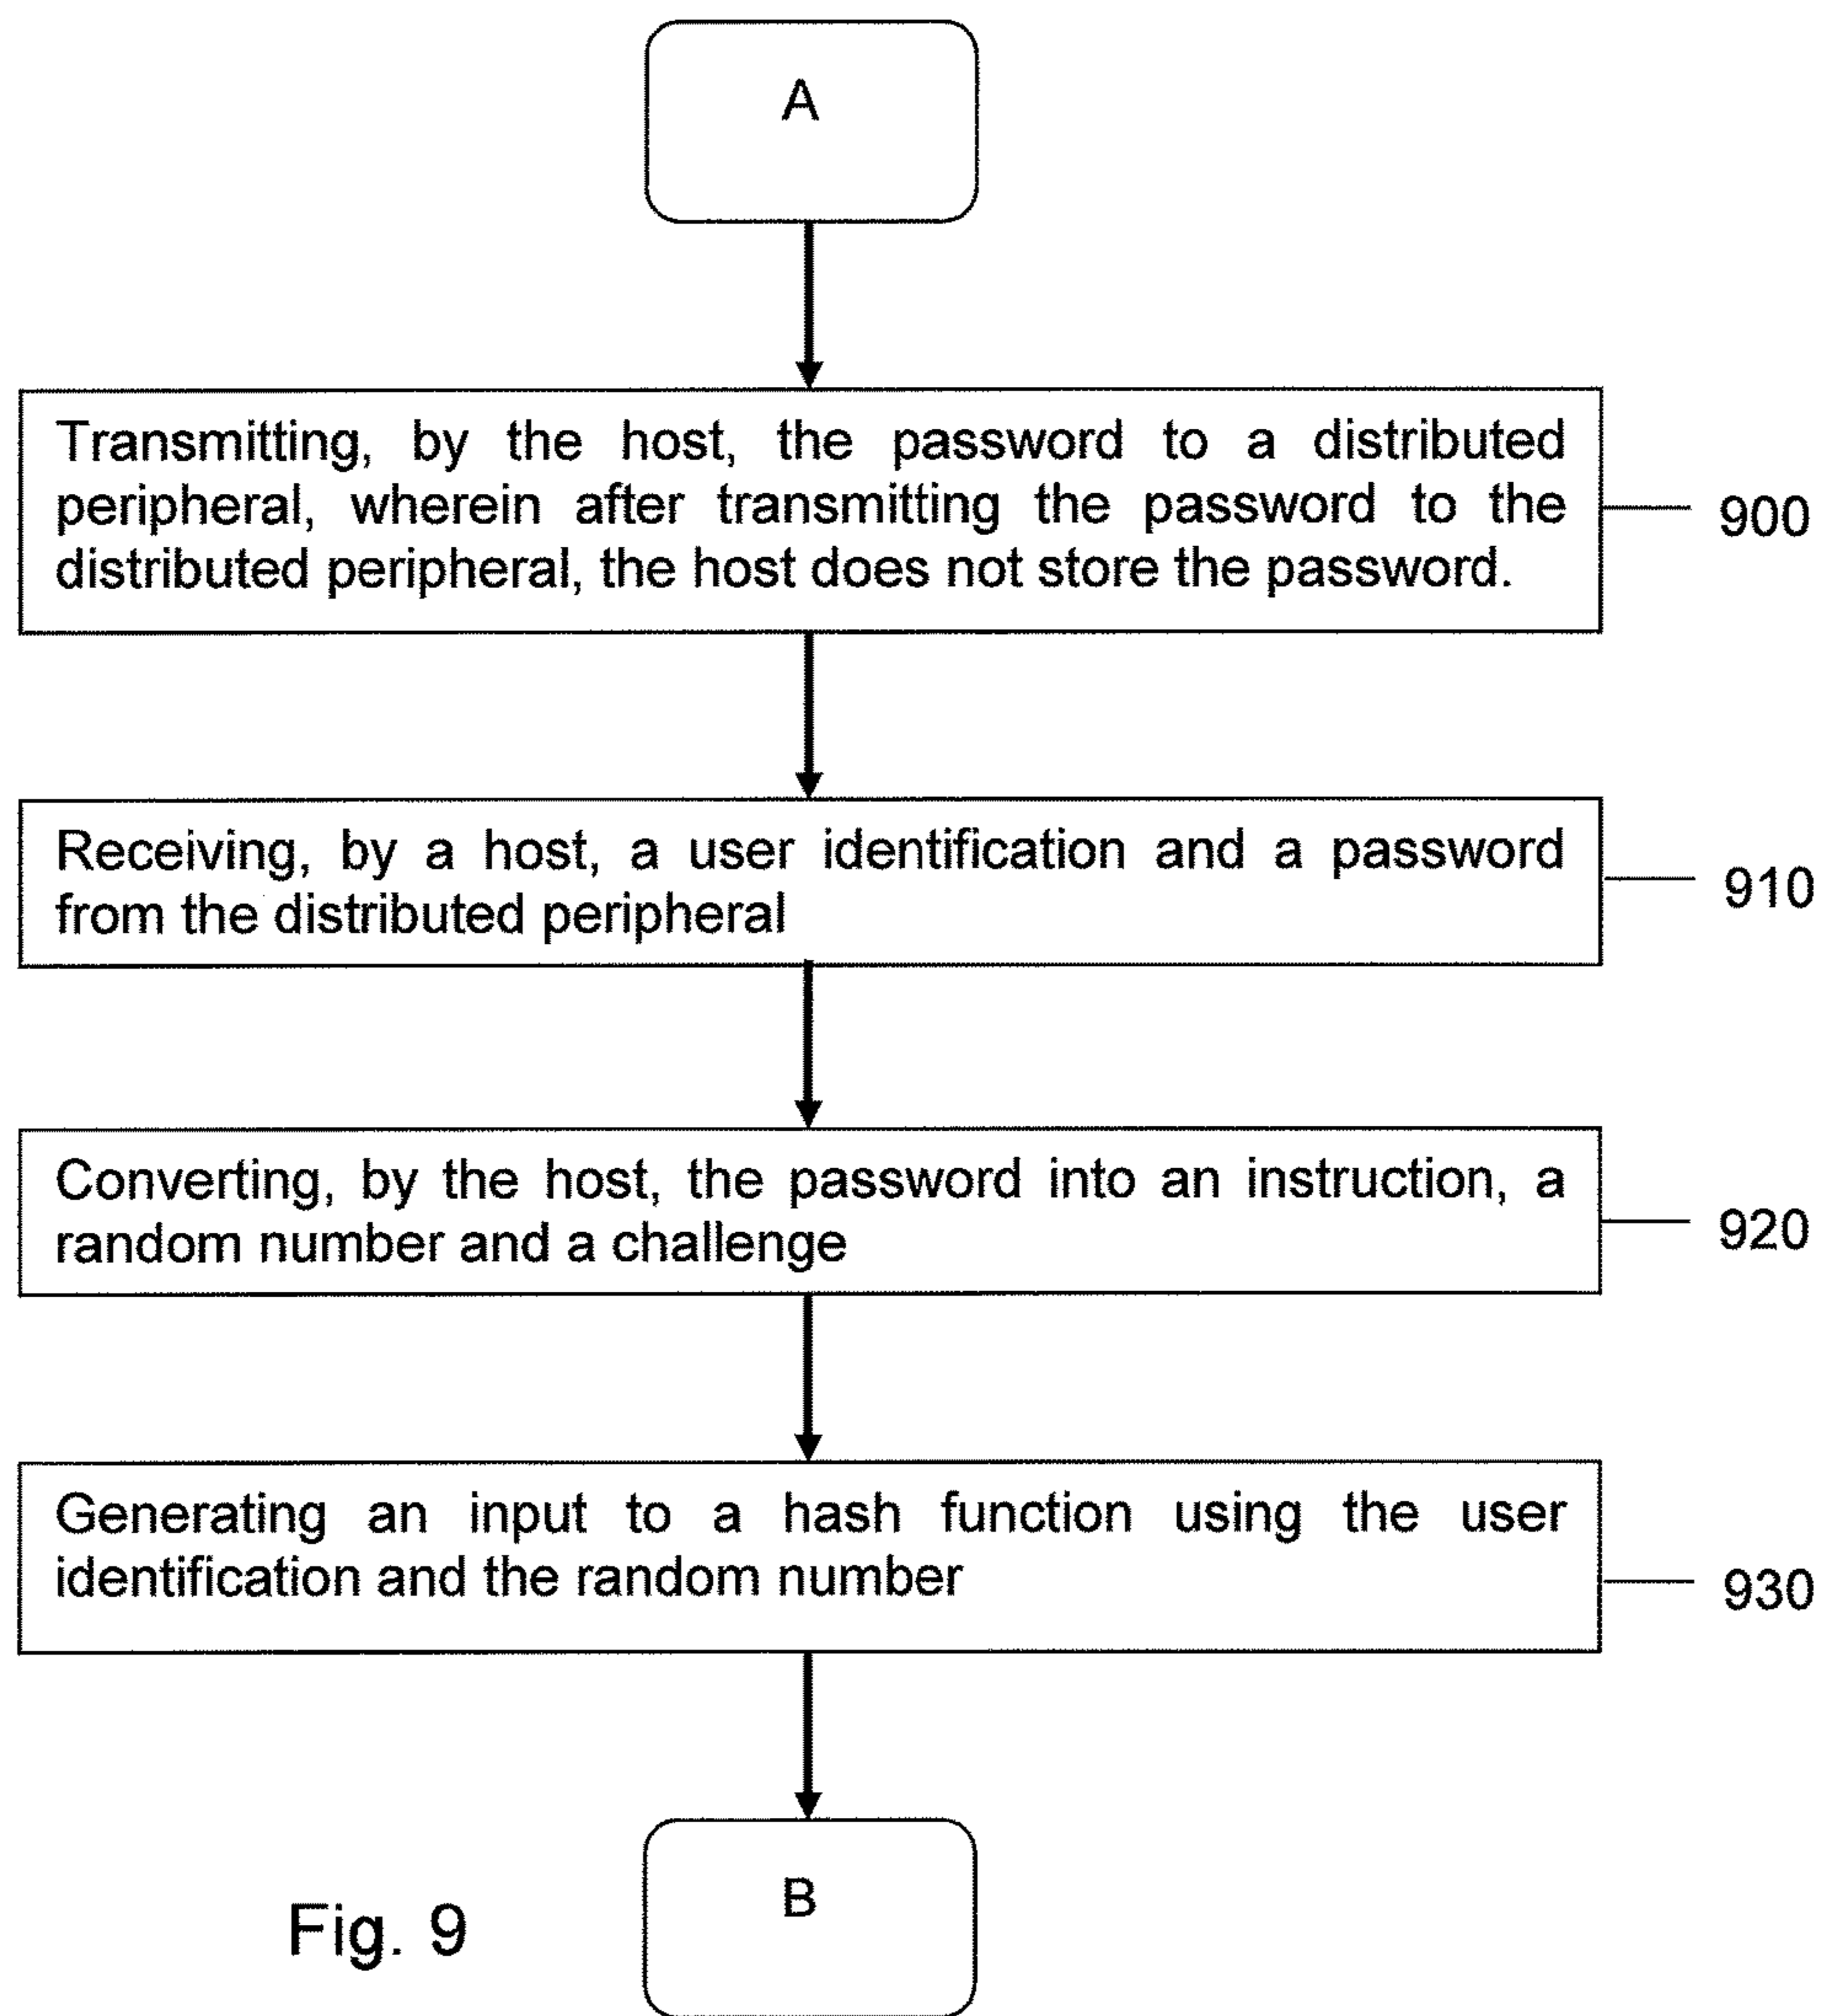 A
Transmitting, by the host, the password to a distributed
peripheral, wherein after transmitting the password to the
distributed peripheral, the host does not store the password.
900
Receiving, by a host, a user identification and a password
from the distributed peripheral
910
Converting, by the host, the password into an instruction, a
random number and a challenge
920
Generating an input to a hash function using the user
identification and the random number
930
B
Fig. 9